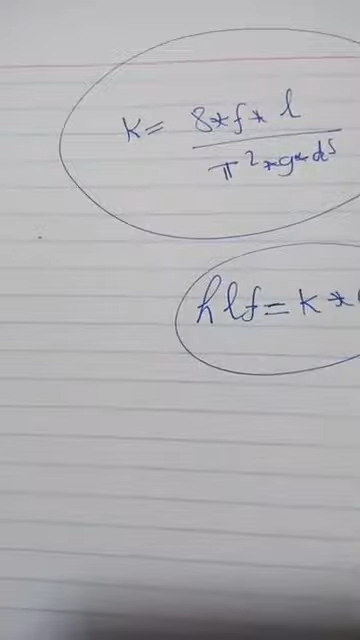 K = 8*f*l
π²*g*d⁵
hlf = K *